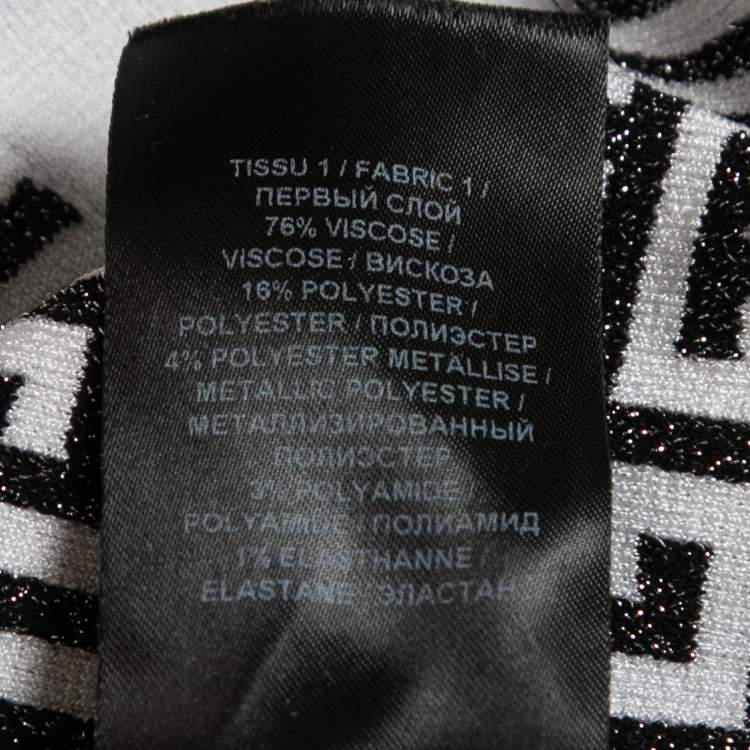 TISSU 1 / FABRIC 1 /
ПЕРВЫЙ СЛОЙ
76% VISCOSE /
VISCOSE / ВИСКОЗА
16% POLYESTER /
POLYESTER / ПОЛИЭСТЕР
4% POLYESTER METALLISE /
METALLIC POLYESTER /
МЕТАЛЛИЗИРОВАННЫЙ
ПОЛИЭСТЕР
3% POLYAMIDE /
POLYAMIDE / ПОЛИАМИД
1% ELASTHANNE /
ELASTANE / ЭЛАСТАН